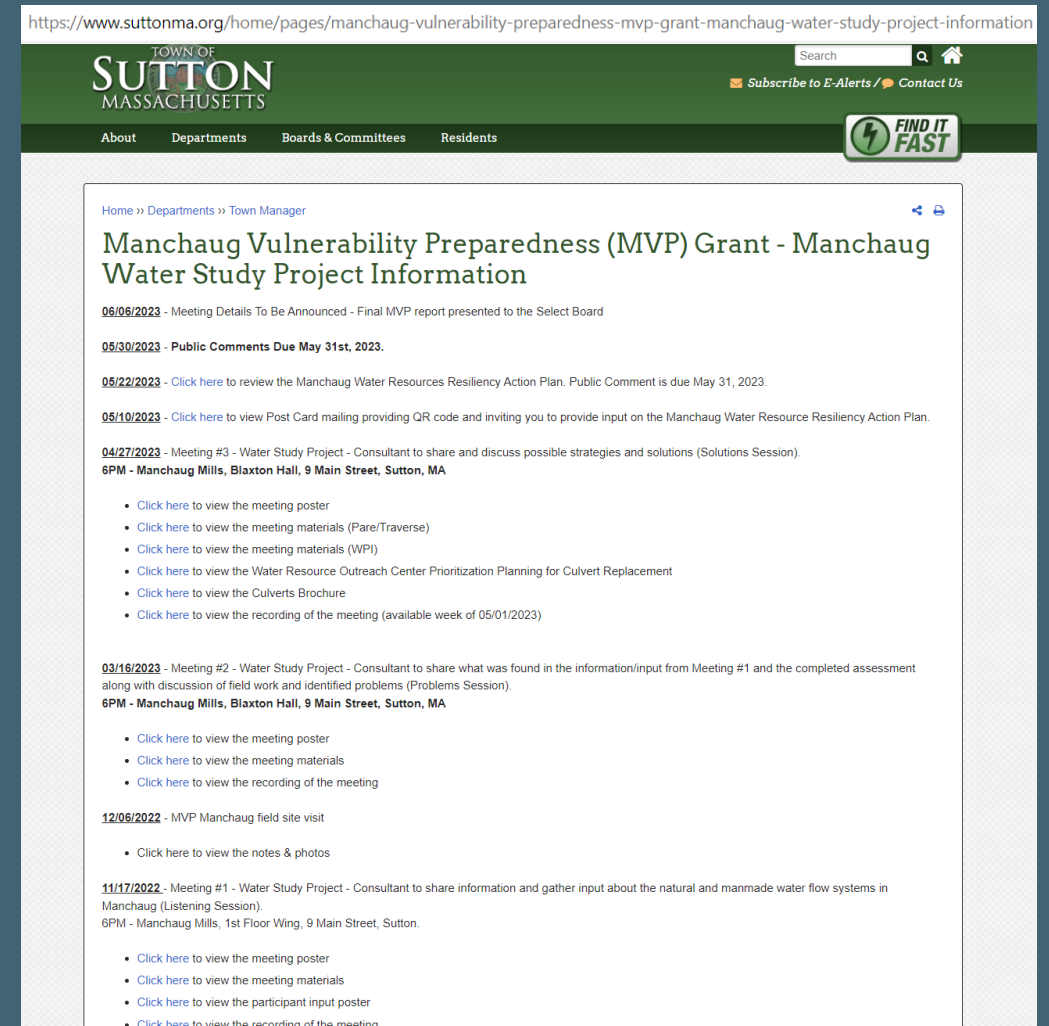 https://www.suttonma.org/home/pages/manchaug-vulnerability-preparedness-mvp-grant-manchaug-water-study-project-information
TOWN OF
SUTTON
MASSACHUSETTS
Search
Subscribe to E-Alerts / Contact Us
About Departments Boards & Committees Residents
FIND IT
FAST
Home ›› Departments ›› Town Manager
Manchaug Vulnerability Preparedness (MVP) Grant - Manchaug
Water Study Project Information
06/06/2023 - Meeting Details To Be Announced - Final MVP report presented to the Select Board
05/30/2023 - Public Comments Due May 31st, 2023.
05/22/2023 - Click here to review the Manchaug Water Resources Resiliency Action Plan. Public Comment is due May 31, 2023.
05/10/2023 - Click here to view Post Card mailing providing QR code and inviting you to provide input on the Manchaug Water Resource Resiliency Action Plan.
04/27/2023 - Meeting #3 - Water Study Project - Consultant to share and discuss possible strategies and solutions (Solutions Session).
6PM - Manchaug Mills, Blaxton Hall, 9 Main Street, Sutton, MA
• Click here to view the meeting poster
• Click here to view the meeting materials (Pare/Traverse)
• Click here to view the meeting materials (WPI)
• Click here to view the Water Resource Outreach Center Prioritization Planning for Culvert Replacement
• Click here to view the Culverts Brochure
• Click here to view the recording of the meeting (available week of 05/01/2023)
03/16/2023 - Meeting #2 - Water Study Project - Consultant to share what was found in the information/input from Meeting #1 and the completed assessment
along with discussion of field work and identified problems (Problems Session).
6PM - Manchaug Mills, Blaxton Hall, 9 Main Street, Sutton, MA
• Click here to view the meeting poster
• Click here to view the meeting materials
• Click here to view the recording of the meeting
12/06/2022 - MVP Manchaug field site visit
• Click here to view the notes & photos
11/17/2022 - Meeting #1 - Water Study Project - Consultant to share information and gather input about the natural and manmade water flow systems in
Manchaug (Listening Session).
6PM - Manchaug Mills, 1st Floor Wing, 9 Main Street, Sutton.
• Click here to view the meeting poster
• Click here to view the meeting materials
• Click here to view the participant input poster
• Click here to view the recording of the meeting